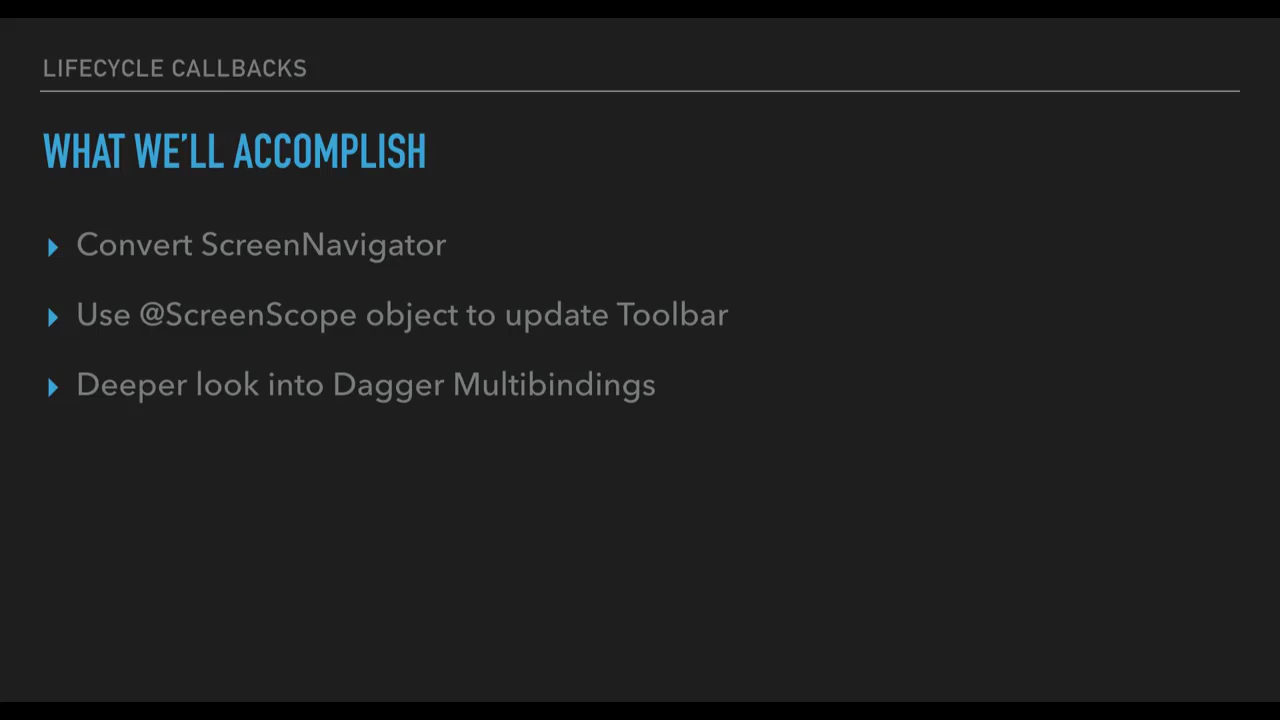 LIFECYCLE CALLBACKS
WHAT WE’LL ACCOMPLISH
Convert ScreenNavigator
Use @ScreenScope object to update Toolbar
Deeper look into Dagger Multibindings